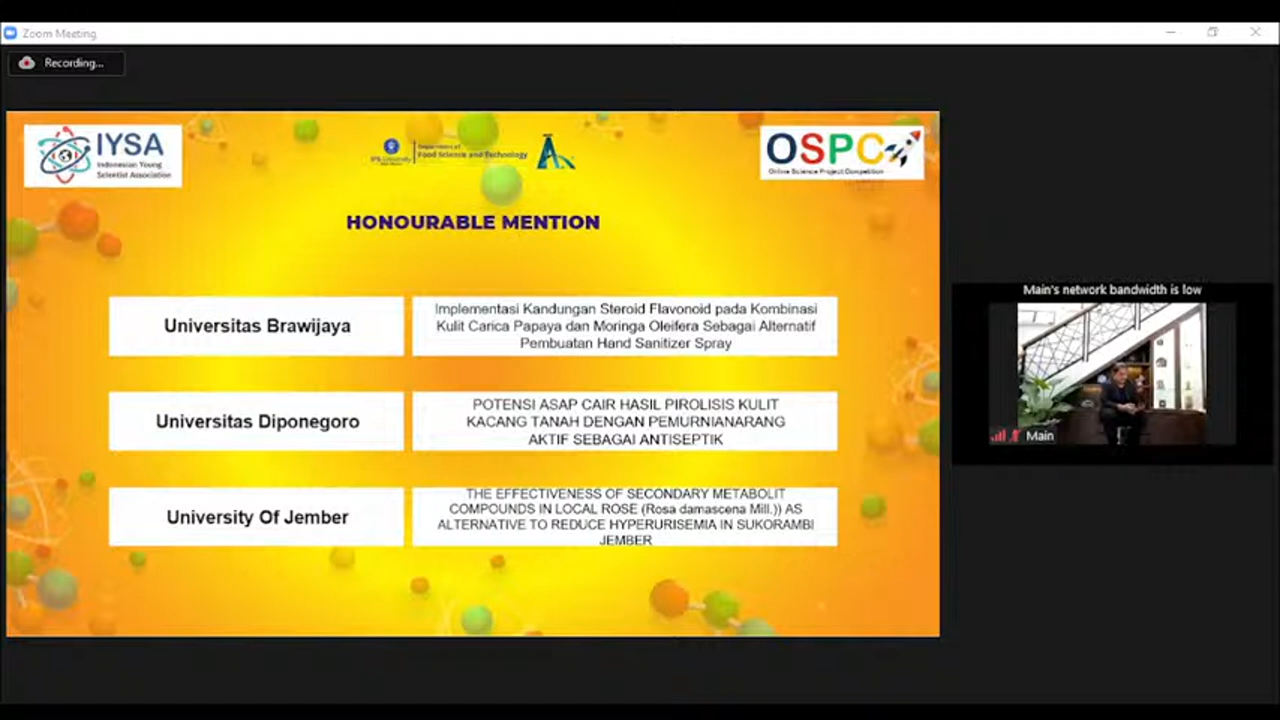 Zoom Meeting
Recording...
IYSA
Indonesian Young
Scientist Association
IPB University
Department of
Food Science and Technology
OSPC
Online Science Project Competition
HONOURABLE MENTION
Universitas Brawijaya
Implementasi Kandungan Steroid Flavonoid pada Kombinasi
Kulit Carica Papaya dan Moringa Oleifera Sebagai Alternatif
Pembuatan Hand Sanitizer Spray
Universitas Diponegoro
POTENSI ASAP CAIR HASIL PIROLISIS KULIT
KACANG TANAH DENGAN PEMURNIANARANG
AKTIF SEBAGAI ANTISEPTIK
University Of Jember
THE EFFECTIVENESS OF SECONDARY METABOLIT
COMPOUNDS IN LOCAL ROSE (Rosa damascena Mill.)) AS
ALTERNATIVE TO REDUCE HYPERURISEMIA IN SUKORAMBI
JEMBER
Main's network bandwidth is low
Main